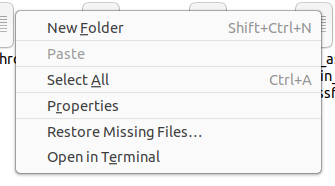 New Folder Shift+Ctrl+N
Paste
Select All Ctrl+A
Properties
Restore Missing Files...
Open in Terminal